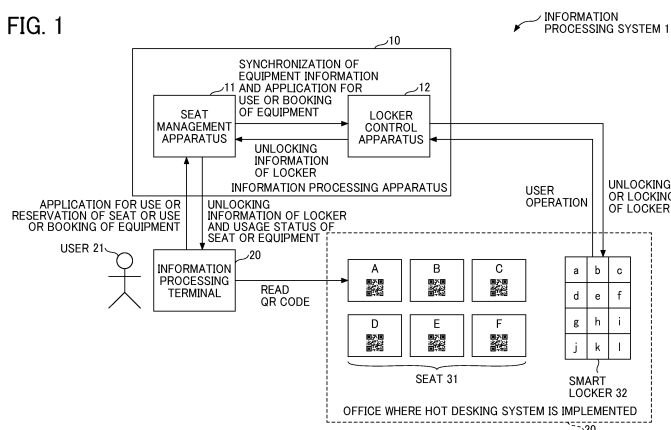 FIG. 1
INFORMATION
PROCESSING SYSTEM 1
10
SYNCHRONIZATION OF
EQUIPMENT INFORMATION
AND APPLICATION FOR
USE OR BOOKING
OF EQUIPMENT
11
12
SEAT
MANAGEMENT
APPARATUS
LOCKER
CONTROL
APPARATUS
UNLOCKING
INFORMATION
OF LOCKER
INFORMATION PROCESSING APPARATUS
APPLICATION FOR USE OR
RESERVATION OF SEAT OR USE
OR BOOKING OF EQUIPMENT
UNLOCKING
INFORMATION OF LOCKER
AND USAGE STATUS OF
SEAT OR EQUIPMENT
USER
OPERATION
UNLOCKING
OR LOCKING
OF LOCKER
USER 21
20
INFORMATION
PROCESSING
TERMINAL
READ
QR CODE
A B C
D E F
SEAT 31
a b c
d e f
g h i
j k l
SMART
LOCKER 32
OFFICE WHERE HOT DESKING SYSTEM IS IMPLEMENTED